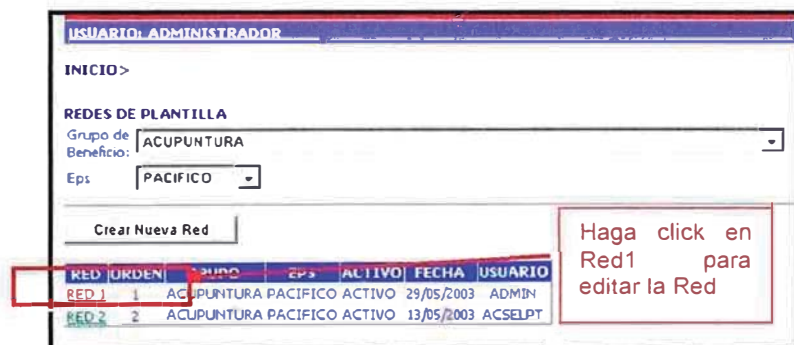 USUARIO: ADMINISTRADOR
INICIO>
REDES DE PLANTILLA
Grupo de Beneficio: ACUPUNTURA
Eps PACIFICO
Crear Nueva Red
Haga click en Red1 para editar la Red
RED ORDEN GRUPO EPS ACTIVO FECHA USUARIO
RED 1 1 ACUPUNTURA PACIFICO ACTIVO 29/05/2003 ADMIN
RED 2 2 ACUPUNTURA PACIFICO ACTIVO 13/05/2003 ACSELPT